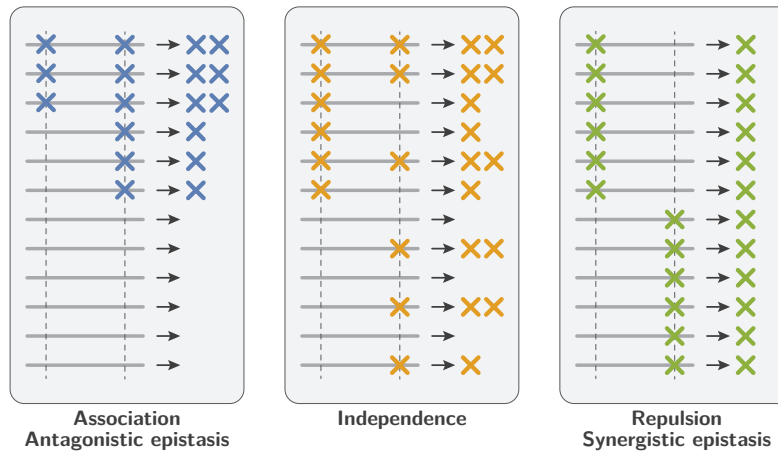 Association
Antagonistic epistasis
Independence
Repulsion
Synergistic epistasis